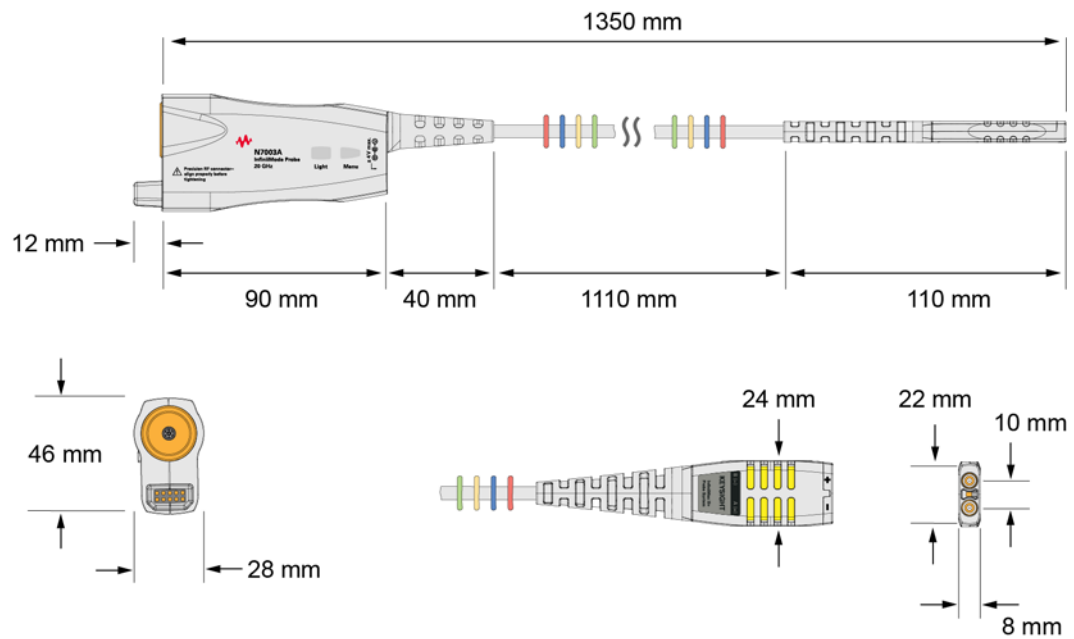 1350 mm
N7003A
InfiniiMode Probe
20 GHz
Light
Menu
Precision RF connector–
align properly before
tightening
12 mm
90 mm
40 mm
1110 mm
110 mm
46 mm
28 mm
24 mm
KEYSIGHT
+
-
22 mm
10 mm
8 mm